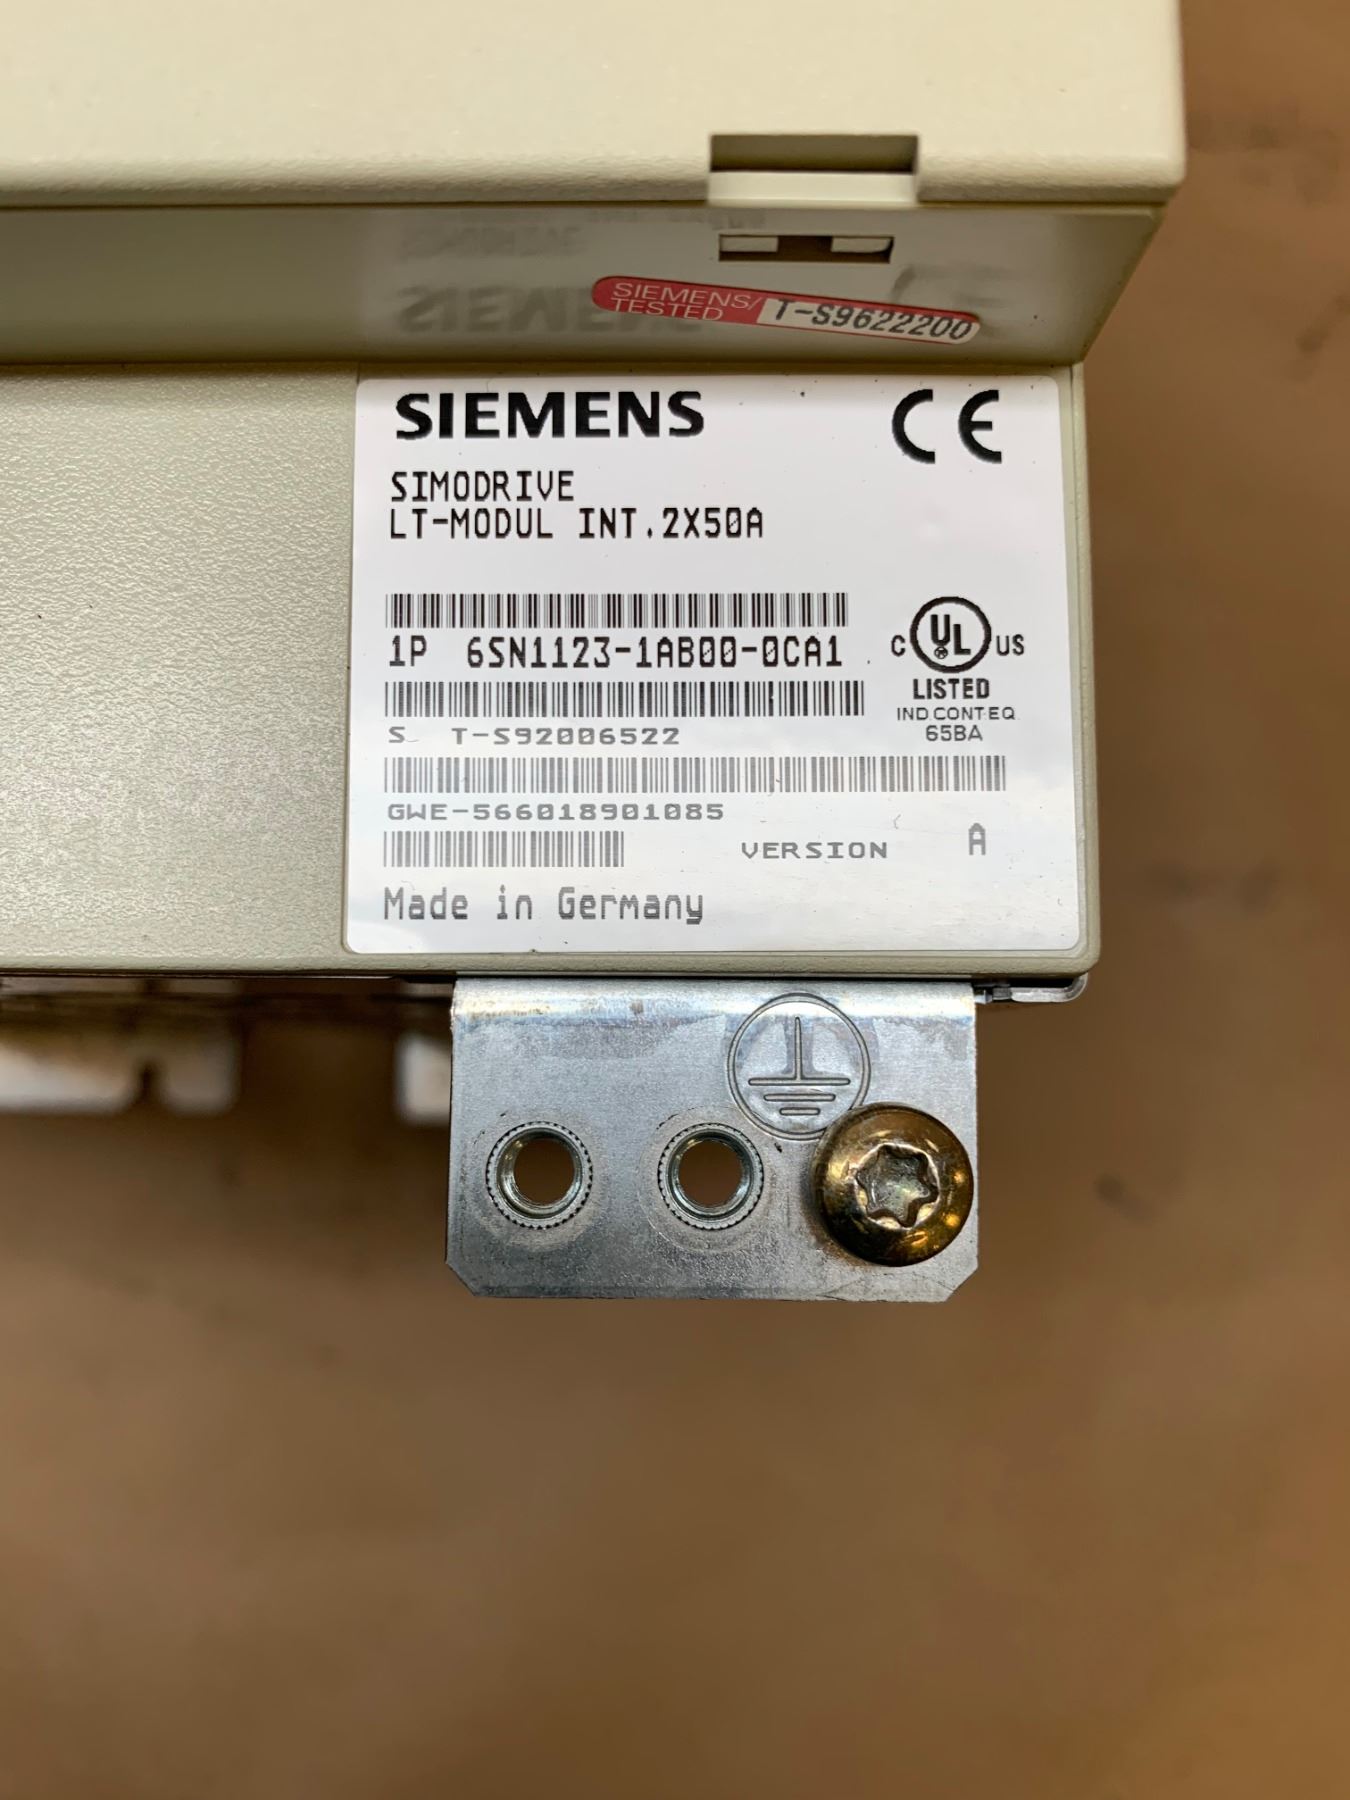 SIEMENS/
TESTED
T-S9622200
SIEMENS
CE
SIMODRIVE
LT-MODUL INT.2X50A
1P 6SN1123-1AB00-0CA1
C UL US
LISTED
IND CONT EQ
65BA
S T-S92006522
GWE-566018901085
VERSION A
Made in Germany